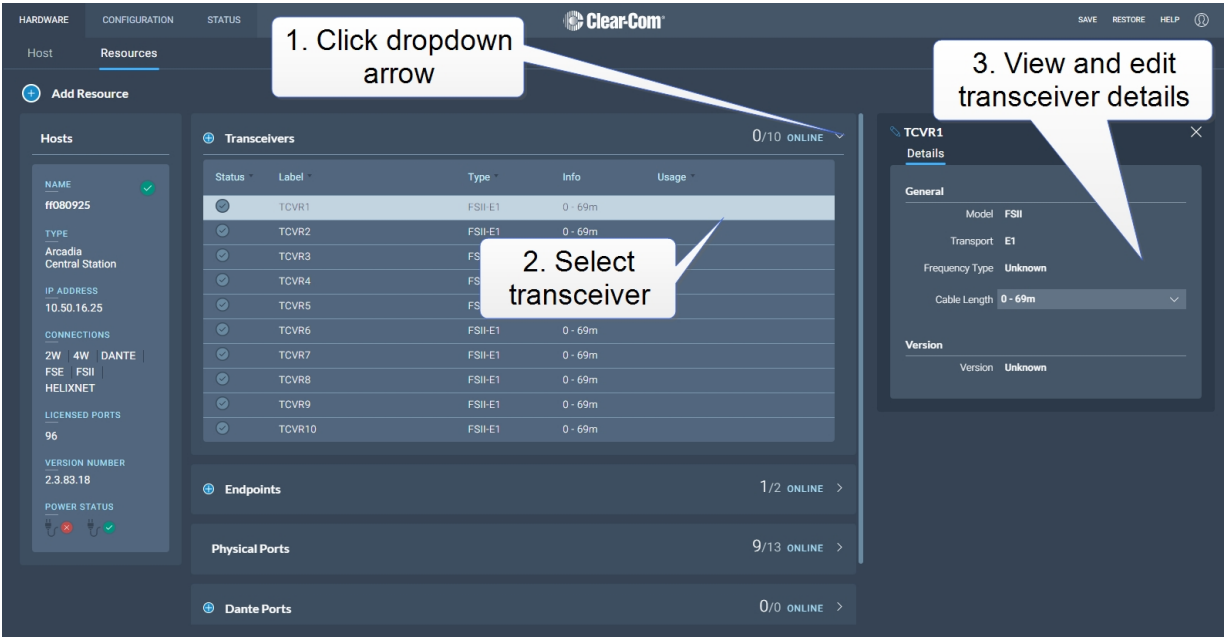 HARDWARE CONFIGURATION STATUS Clear-Com SAVE RESTORE HELP
Host Resources
Add Resource
1. Click dropdown
arrow
3. View and edit
transceiver details
Hosts
NAME
ff080925
TYPE
Arcadia
Central Station
IP ADDRESS
10.50.16.25
CONNECTIONS
2W 4W DANTE
FSE FSII
HELIXNET
LICENSED PORTS
96
VERSION NUMBER
2.3.83.18
POWER STATUS
Transceivers 0/10 ONLINE
Status Label Type Info Usage
TCVR1 FSII-E1 0 - 69m
TCVR2 FSII-E1 0 - 69m
TCVR3 FS
TCVR4 FS
TCVR5 FS
TCVR6 FSII-E1 0 - 69m
TCVR7 FSII-E1 0 - 69m
TCVR8 FSII-E1 0 - 69m
TCVR9 FSII-E1 0 - 69m
TCVR10 FSII-E1 0 - 69m
2. Select
transceiver
Endpoints 1/2 ONLINE
Physical Ports 9/13 ONLINE
Dante Ports 0/0 ONLINE
TCVR1
Details
General
Model FSII
Transport E1
Frequency Type Unknown
Cable Length 0 - 69m
Version
Version Unknown